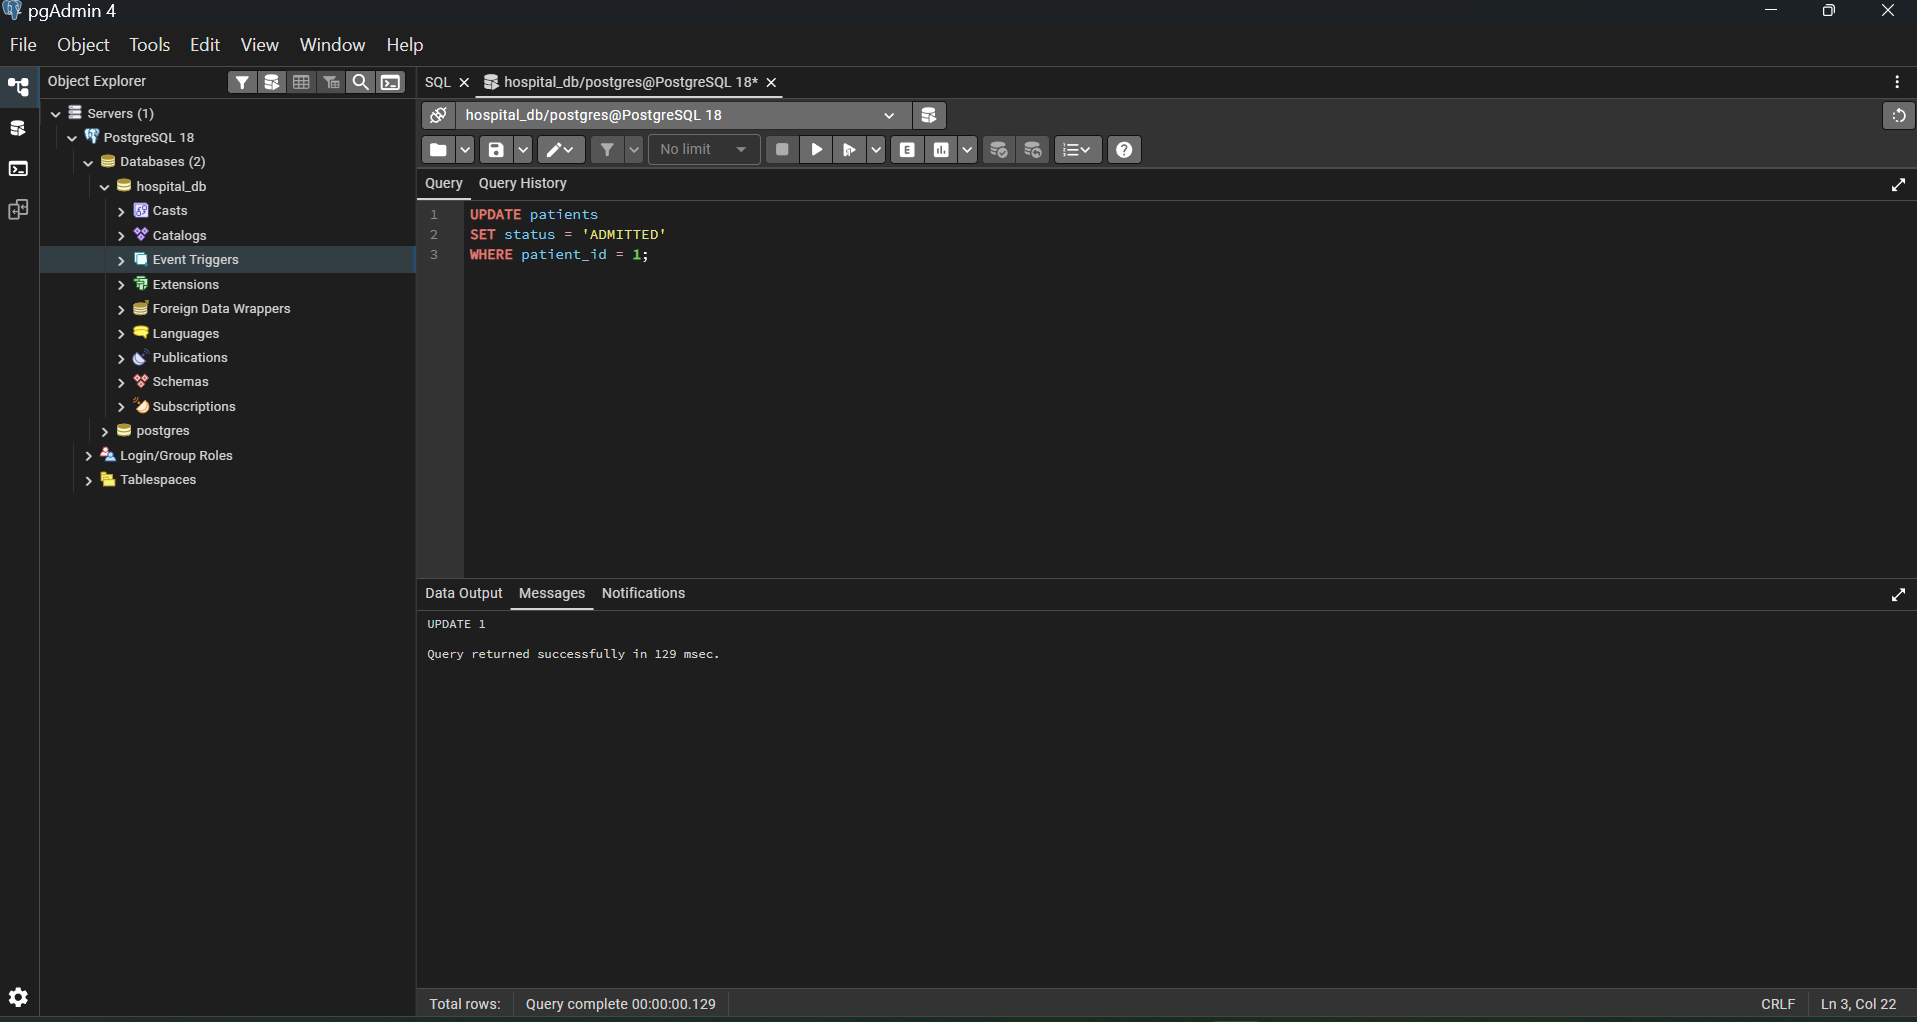 pgAdmin 4
File Object Tools Edit View Window Help
Object Explorer
SQL hospital_db/postgres@PostgreSQL 18*
Servers (1)
PostgreSQL 18
Databases (2)
hospital_db
Casts
Catalogs
Event Triggers
Extensions
Foreign Data Wrappers
Languages
Publications
Schemas
Subscriptions
postgres
Login/Group Roles
Tablespaces
hospital_db/postgres@PostgreSQL 18
No limit E
Query Query History
1 UPDATE patients
2 SET status = 'ADMITTED'
3 WHERE patient_id = 1;
Data Output Messages Notifications
UPDATE 1
Query returned successfully in 129 msec.
Total rows: Query complete 00:00:00.129 CRLF Ln 3, Col 22